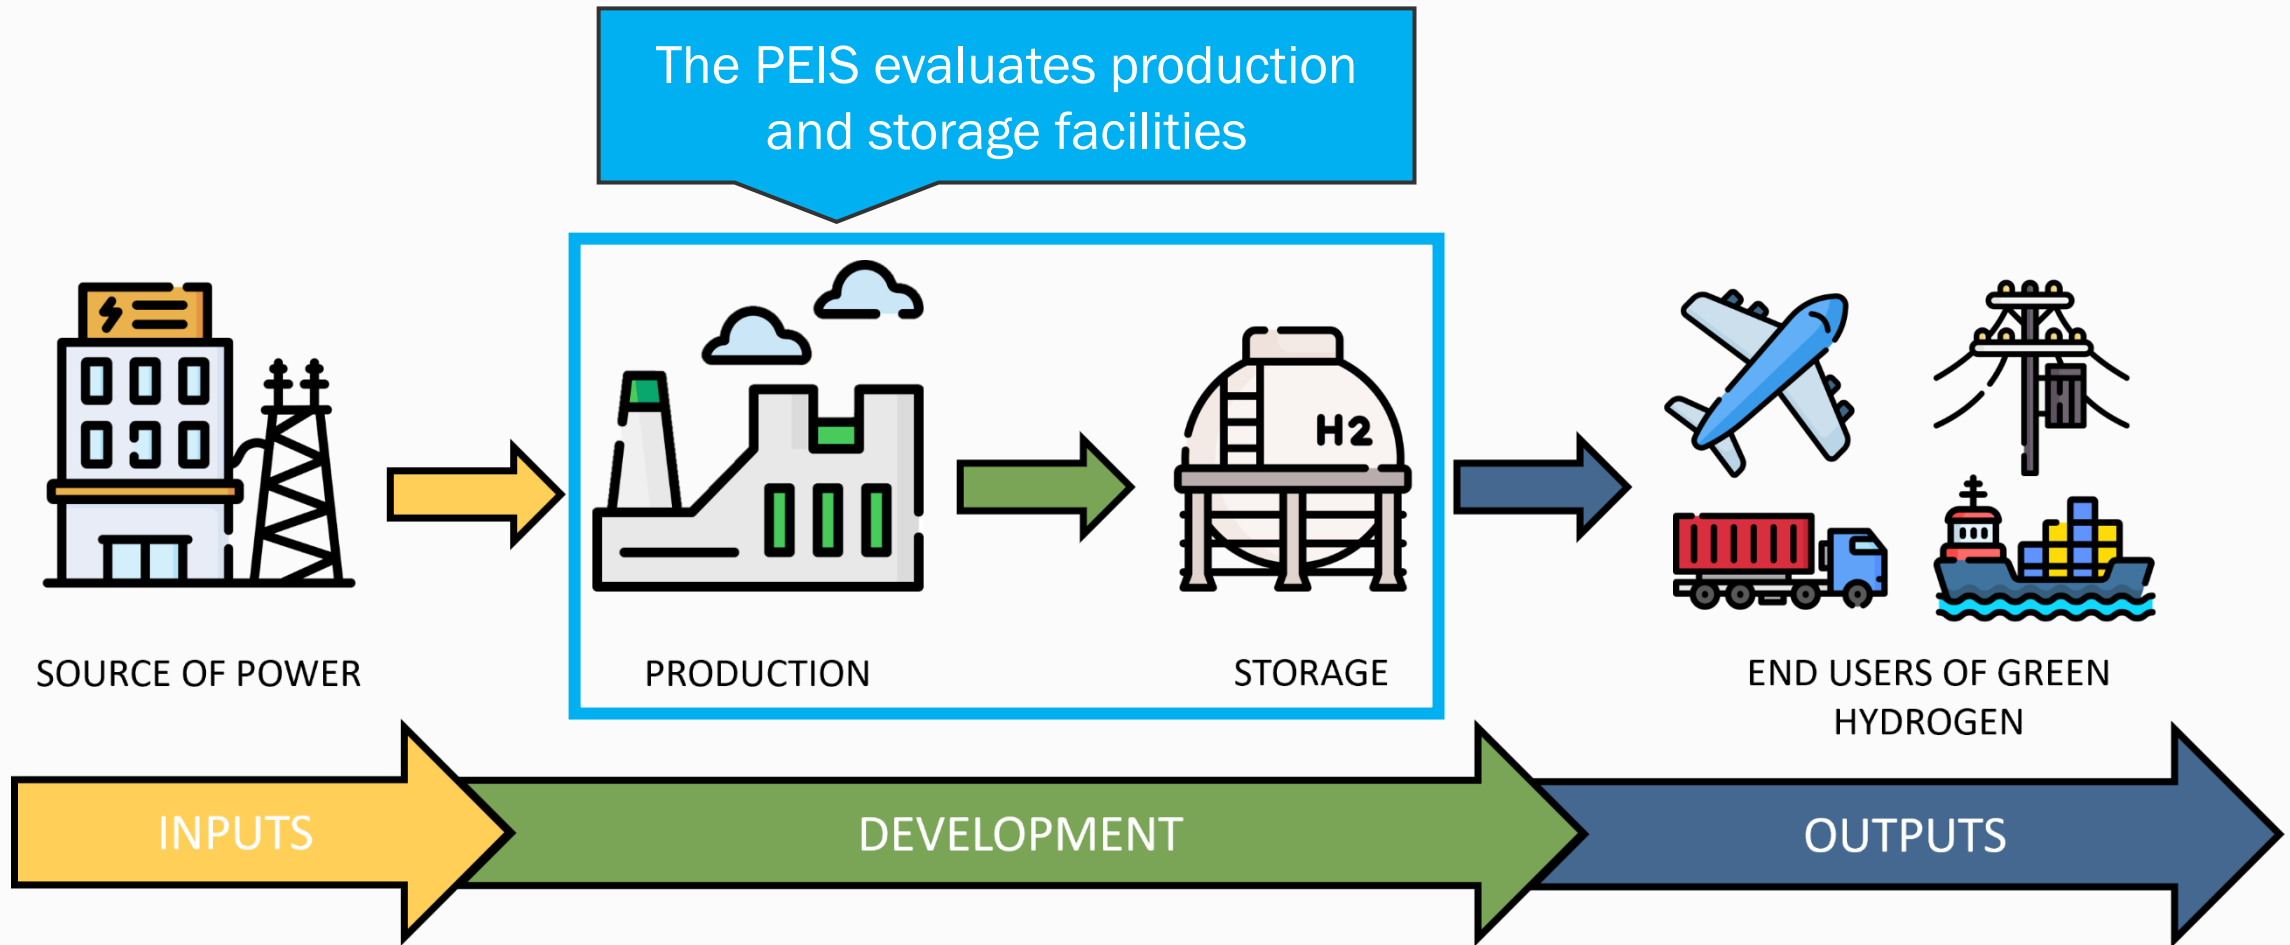 The PEIS evaluates production
and storage facilities
H2
SOURCE OF POWER
PRODUCTION
STORAGE
END USERS OF GREEN
HYDROGEN
INPUTS
DEVELOPMENT
OUTPUTS